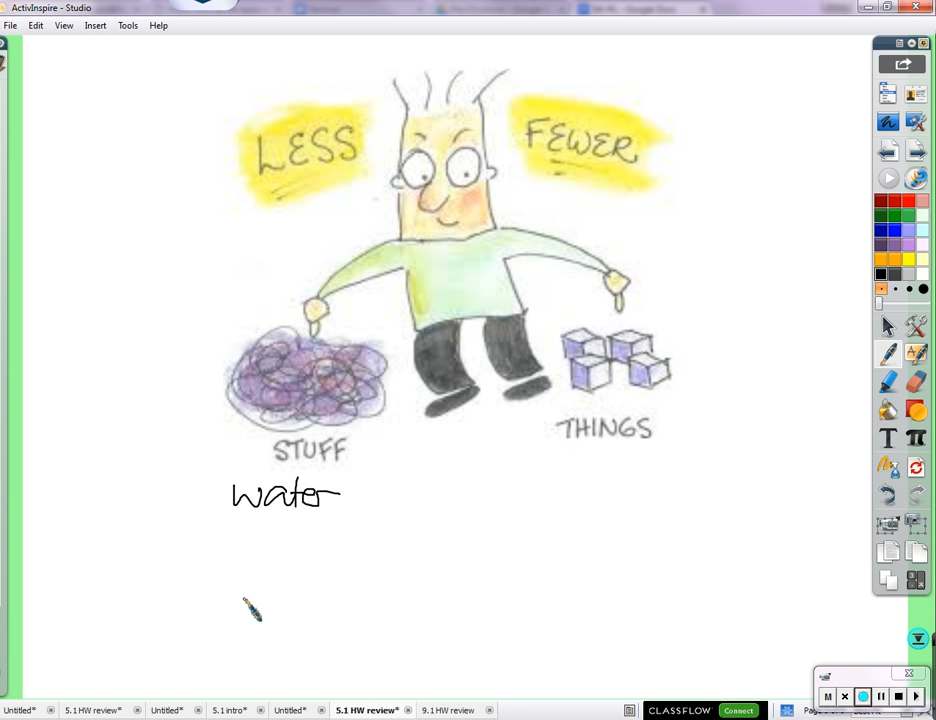 ActivInspire - Studio
File Edit View Insert Tools Help
LESS
FEWER
STUFF
THINGS
water
Untitled* 5.1 HW review* Untitled* 5.1 intro* Untitled* 5.1 HW review* 9.1 HW review CLASSFLOW Connect